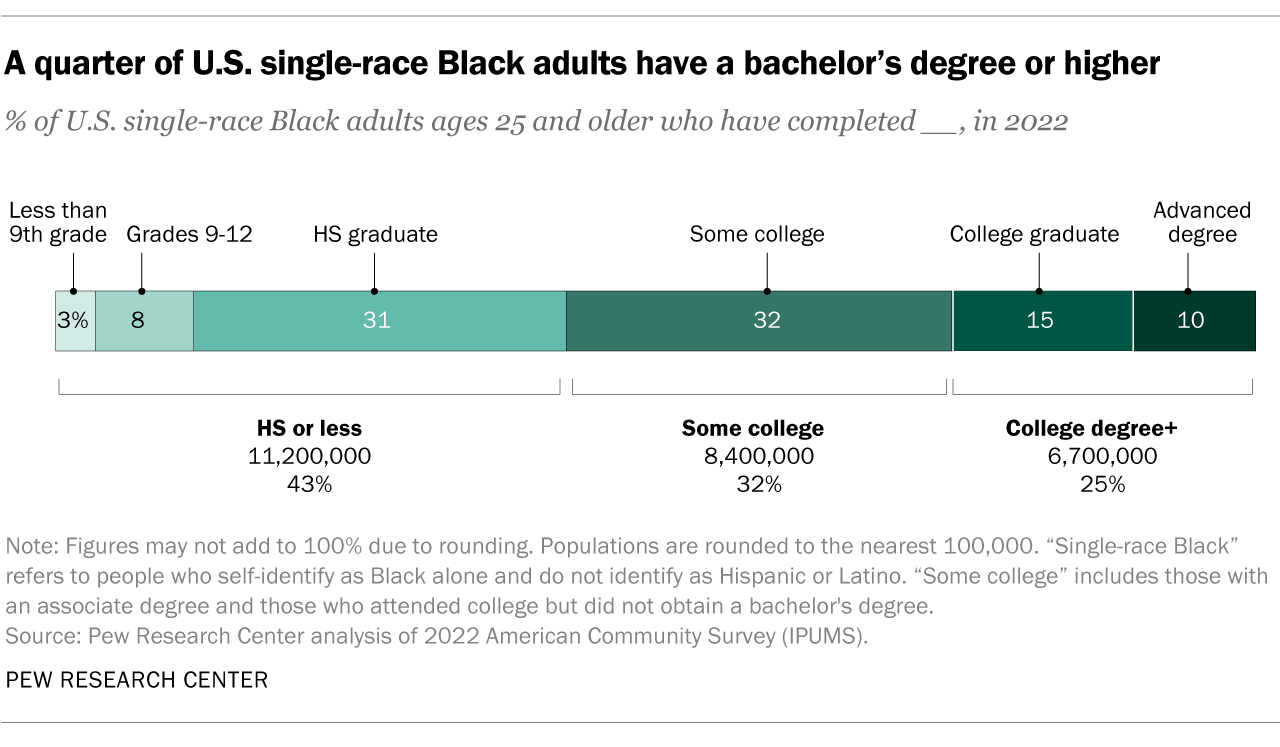 A quarter of U.S. single-race Black adults have a bachelor’s degree or higher
% of U.S. single-race Black adults ages 25 and older who have completed __, in 2022
Less than
9th grade
Grades 9-12
HS graduate
Some college
College graduate
Advanced
degree
3%
8
31
32
15
10
HS or less
11,200,000
43%
Some college
8,400,000
32%
College degree+
6,700,000
25%
Note: Figures may not add to 100% due to rounding. Populations are rounded to the nearest 100,000. “Single-race Black”
refers to people who self-identify as Black alone and do not identify as Hispanic or Latino. “Some college” includes those with
an associate degree and those who attended college but did not obtain a bachelor's degree.
Source: Pew Research Center analysis of 2022 American Community Survey (IPUMS).
PEW RESEARCH CENTER